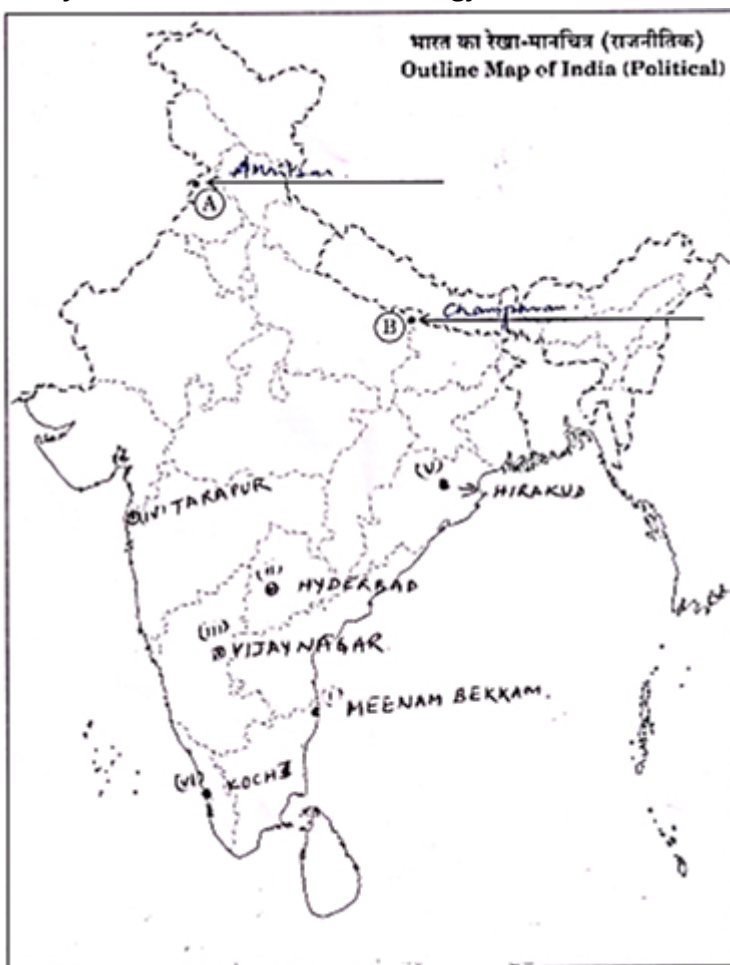 भारत का रेखा-मानचित्र (राजनीतिक)
Outline Map of India (Political)
Amritsar
A
Champaran
B
(V)
HIRAKUD
IV)TARAPUR
(II)
HYDERBAD
(III)
VIJAYNAGAR
(I)
MEENAM BEKKAM.
(VI)
KOCHI